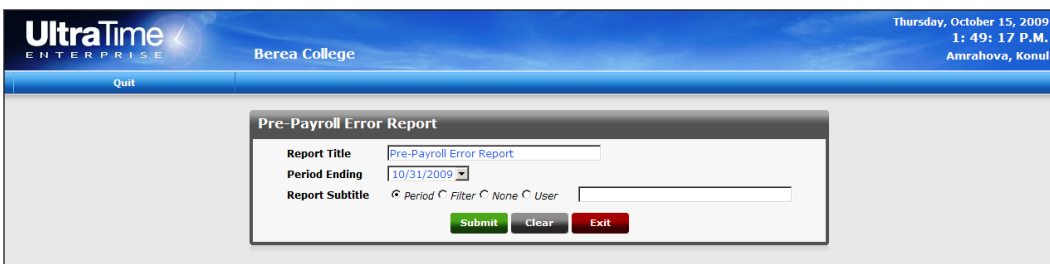 UltraTime
ENTERPRISE
Berea College
Thursday, October 15, 2009
1: 49: 17 P.M.
Amrahova, Konul
Quit
Pre-Payroll Error Report
Report Title Pre-Payroll Error Report
Period Ending 10/31/2009
Report Subtitle Period Filter None User
Submit Clear Exit